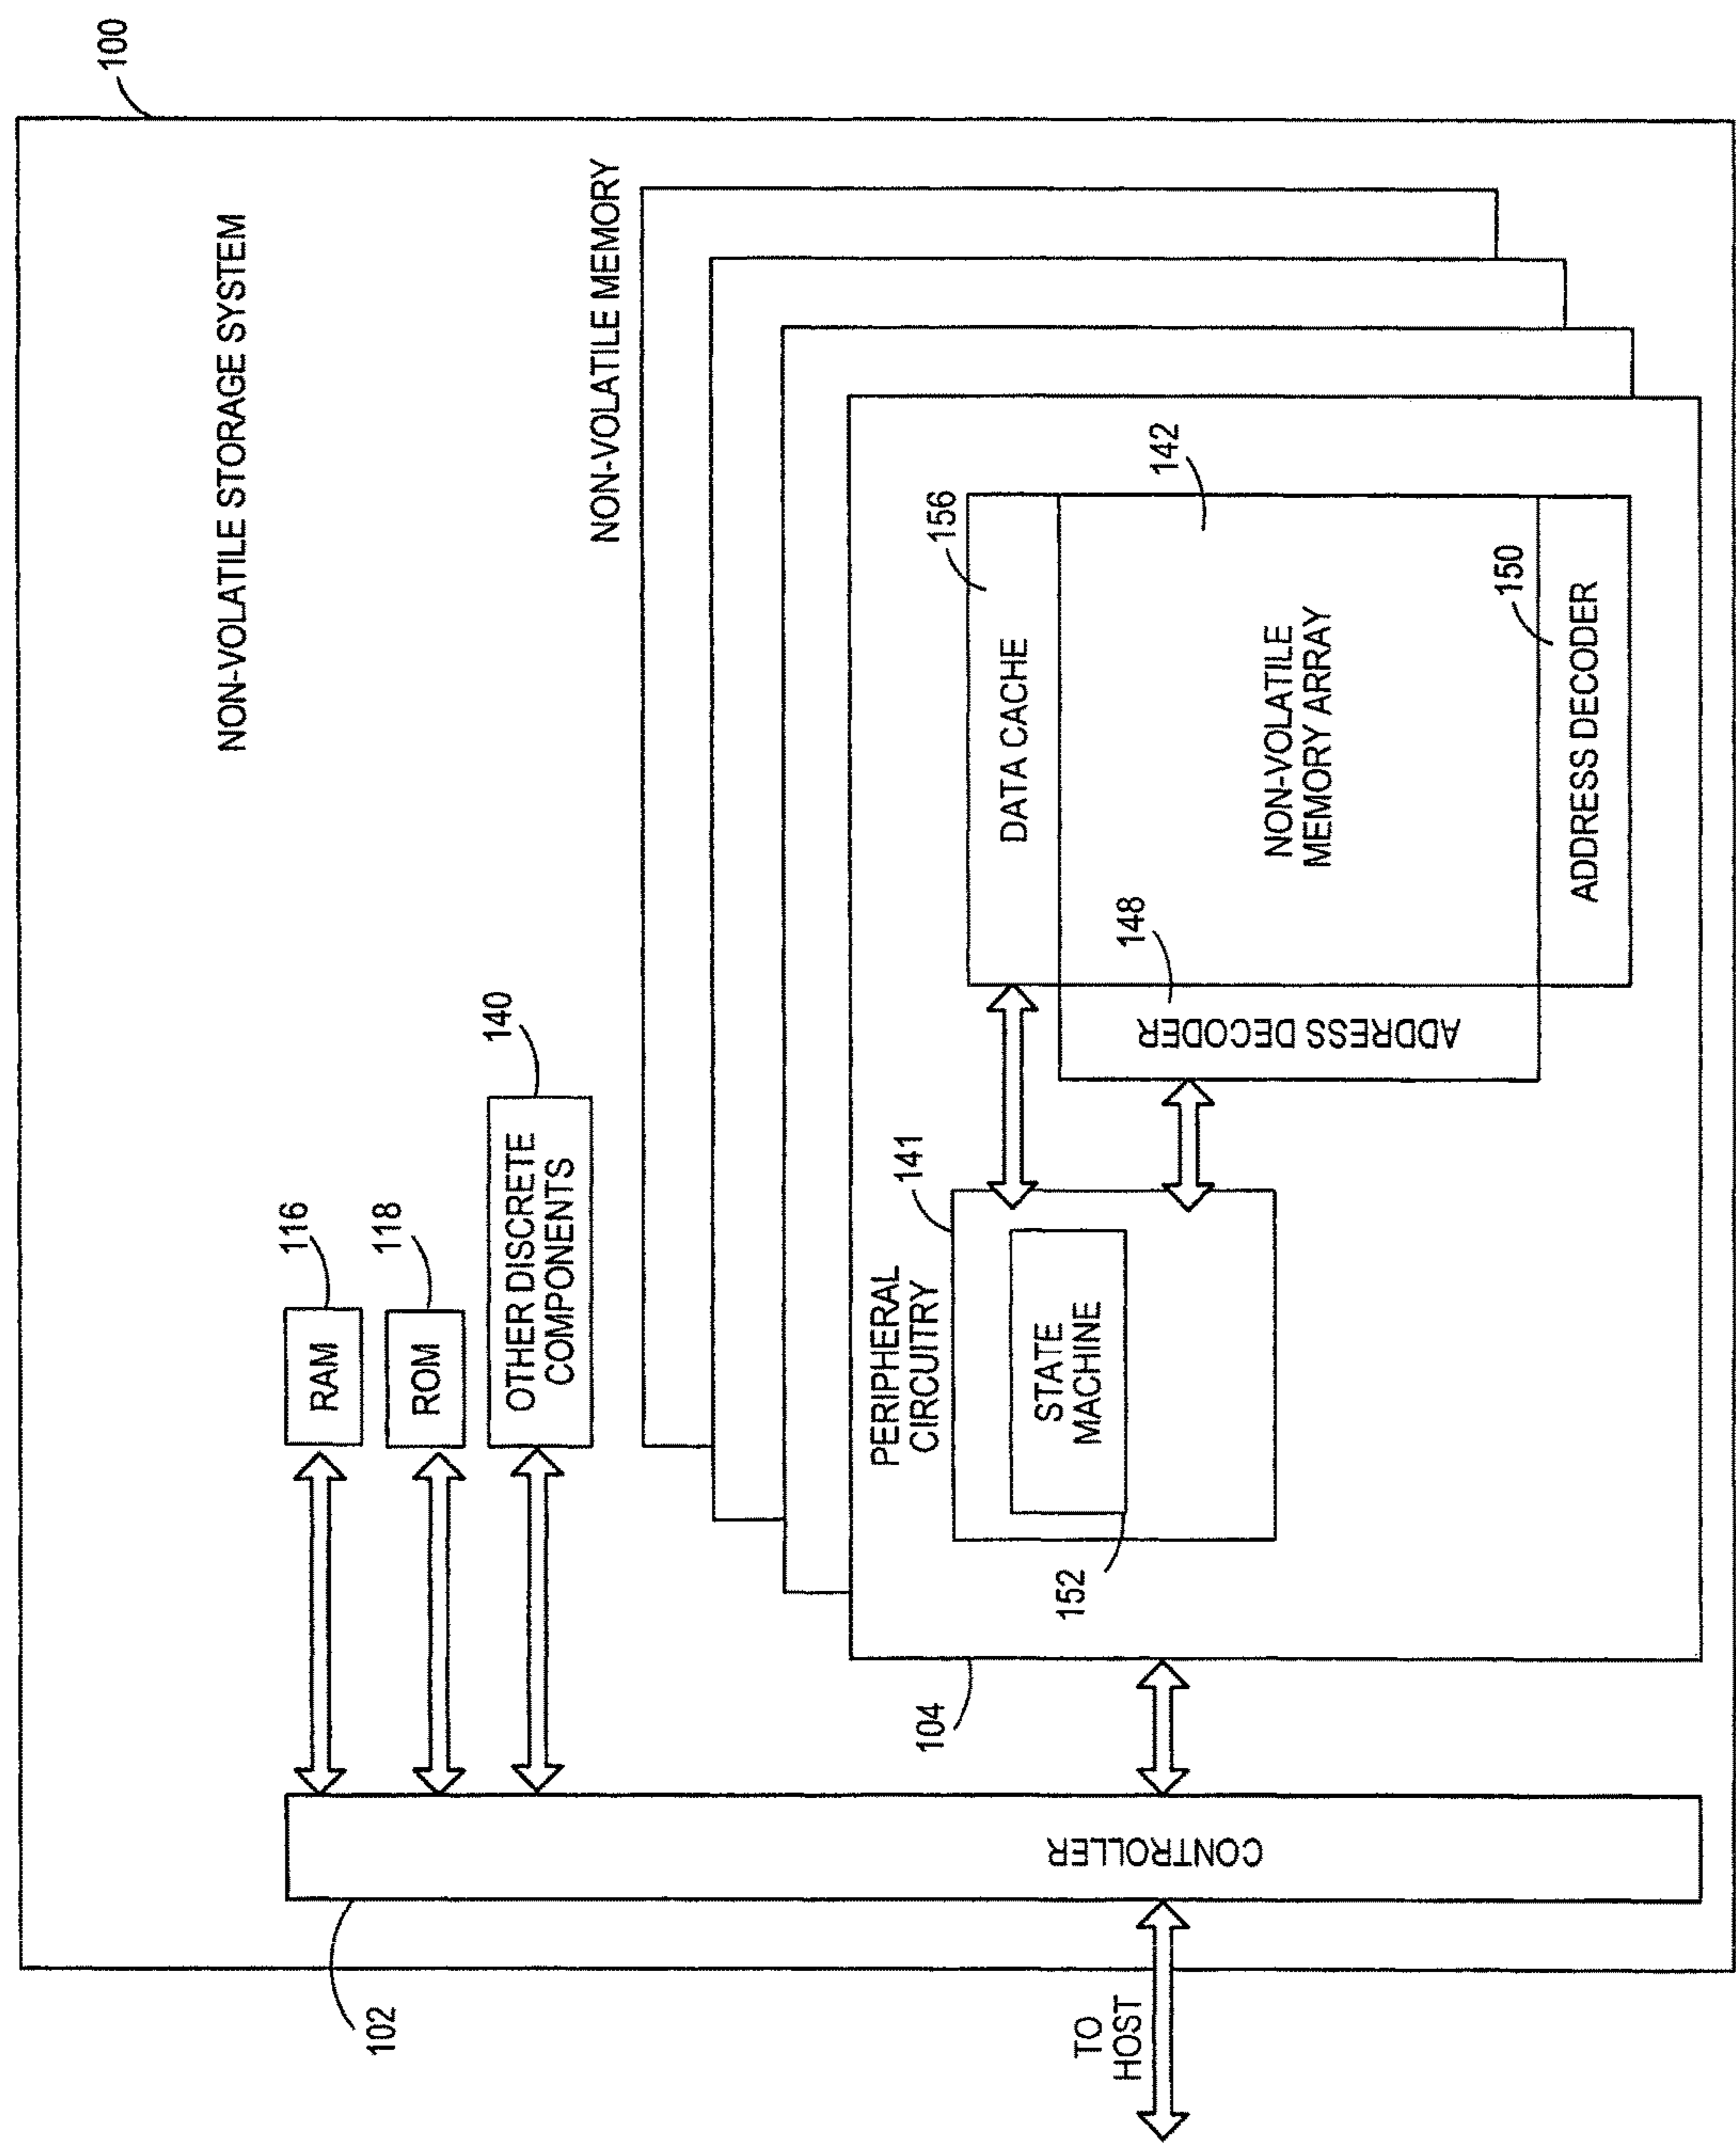 100
NON-VOLATILE STORAGE SYSTEM
116
RAM
118
ROM
140
OTHER DISCRETE
COMPONENTS
NON-VOLATILE MEMORY
102
CONTROLLER
TO
HOST
104
PERIPHERAL
CIRCUITRY
141
STATE
MACHINE
152
156
DATA CACHE
148
ADDRESS DECODER
142
NON-VOLATILE
MEMORY ARRAY
150
ADDRESS DECODER